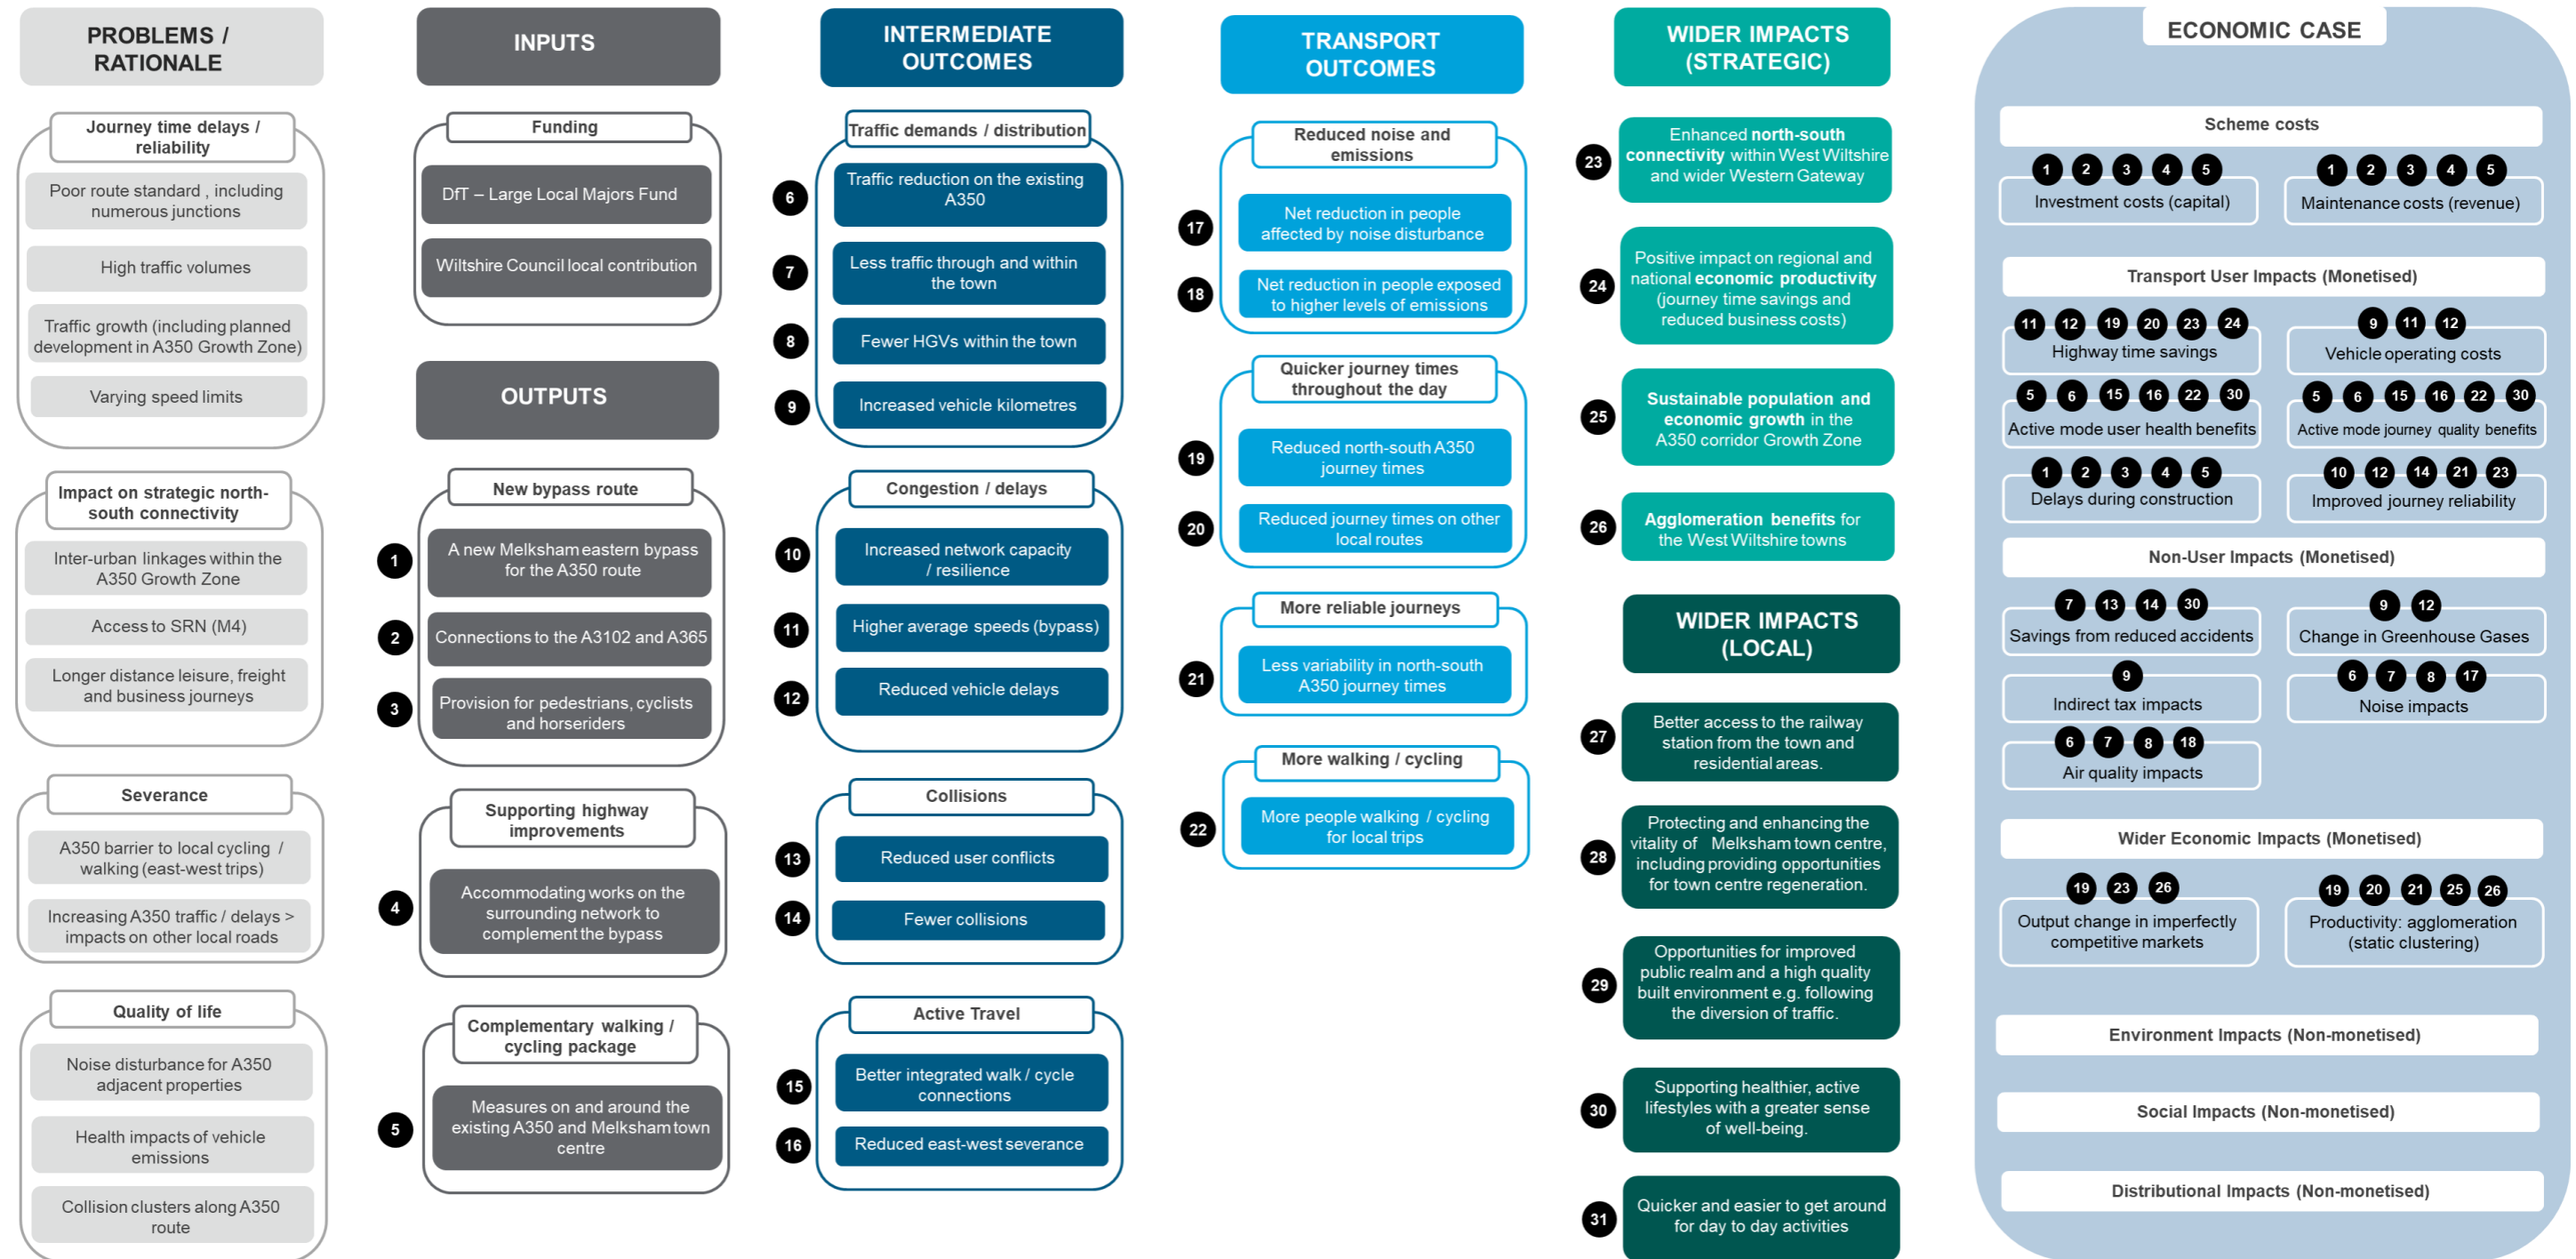 PROBLEMS /
RATIONALE
Journey time delays /
reliability
Poor route standard , including
numerous junctions
High traffic volumes
Traffic growth (including planned
development in A350 Growth Zone)
Varying speed limits
Impact on strategic north-
south connectivity
Inter-urban linkages within the
A350 Growth Zone
Access to SRN (M4)
Longer distance leisure, freight
and business journeys
Severance
A350 barrier to local cycling /
walking (east-west trips)
Increasing A350 traffic / delays >
impacts on other local roads
Quality of life
Noise disturbance for A350
adjacent properties
Health impacts of vehicle
emissions
Collision clusters along A350
route
INPUTS
Funding
DfT – Large Local Majors Fund
Wiltshire Council local contribution
OUTPUTS
New bypass route
1
A new Melksham eastern bypass
for the A350 route
2
Connections to the A3102 and A365
3
Provision for pedestrians, cyclists
and horseriders
Supporting highway
improvements
4
Accommodating works on the
surrounding network to
complement the bypass
Complementary walking /
cycling package
5
Measures on and around the
existing A350 and Melksham town
centre
INTERMEDIATE
OUTCOMES
Traffic demands / distribution
6
Traffic reduction on the existing
A350
7
Less traffic through and within
the town
8
Fewer HGVs within the town
9
Increased vehicle kilometres
Congestion / delays
10
Increased network capacity
/ resilience
11
Higher average speeds (bypass)
12
Reduced vehicle delays
Collisions
13
Reduced user conflicts
14
Fewer collisions
Active Travel
15
Better integrated walk / cycle
connections
16
Reduced east-west severance
TRANSPORT
OUTCOMES
Reduced noise and
emissions
17
Net reduction in people
affected by noise disturbance
18
Net reduction in people exposed
to higher levels of emissions
Quicker journey times
throughout the day
19
Reduced north-south A350
journey times
20
Reduced journey times on other
local routes
More reliable journeys
21
Less variability in north-south
A350 journey times
More walking / cycling
22
More people walking / cycling
for local trips
WIDER IMPACTS
(STRATEGIC)
23
Enhanced north-south
connectivity within West Wiltshire
and wider Western Gateway
24
Positive impact on regional and
national economic productivity
(journey time savings and
reduced business costs)
25
Sustainable population and
economic growth in the
A350 corridor Growth Zone
26
Agglomeration benefits for
the West Wiltshire towns
WIDER IMPACTS
(LOCAL)
27
Better access to the railway
station from the town and
residential areas.
28
Protecting and enhancing the
vitality of Melksham town centre,
including providing opportunities
for town centre regeneration.
29
Opportunities for improved
public realm and a high quality
built environment e.g. following
the diversion of traffic.
30
Supporting healthier, active
lifestyles with a greater sense
of well-being.
31
Quicker and easier to get around
for day to day activities
ECONOMIC CASE
Scheme costs
1 2 3 4 5
Investment costs (capital)
1 2 3 4 5
Maintenance costs (revenue)
Transport User Impacts (Monetised)
11 12 19 20 23 24
Highway time savings
9 11 12
Vehicle operating costs
5 6 15 16 22 30
Active mode user health benefits
5 6 15 16 22 30
Active mode journey quality benefits
1 2 3 4 5
Delays during construction
10 12 14 21 23
Improved journey reliability
Non-User Impacts (Monetised)
7 13 14 30
Savings from reduced accidents
9 12
Change in Greenhouse Gases
9
Indirect tax impacts
6 7 8 17
Noise impacts
6 7 8 18
Air quality impacts
Wider Economic Impacts (Monetised)
19 23 26
Output change in imperfectly
competitive markets
19 20 21 25 26
Productivity: agglomeration
(static clustering)
Environment Impacts (Non-monetised)
Social Impacts (Non-monetised)
Distributional Impacts (Non-monetised)